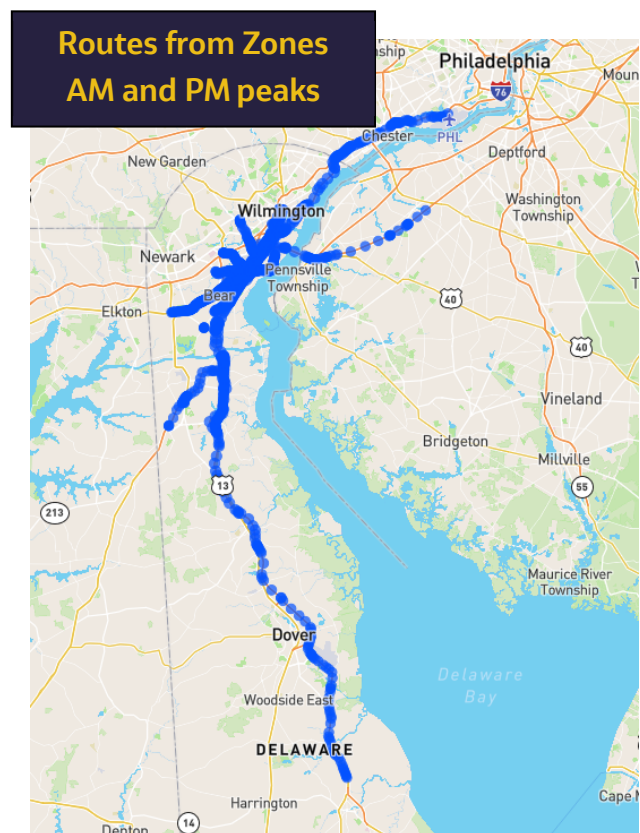 Routes from Zones
AM and PM peaks
Philadelphia
76
Chester
PHL
Deptford
New Garden
Washington
Township
Wilmington
Newark
Pennsville
Township
Bear
Elkton
40
40
Vineland
Bridgeton
Millville
13
55
213
Maurice River
Township
Dover
Delaware
Bay
Woodside East
DELAWARE
Harrington
14